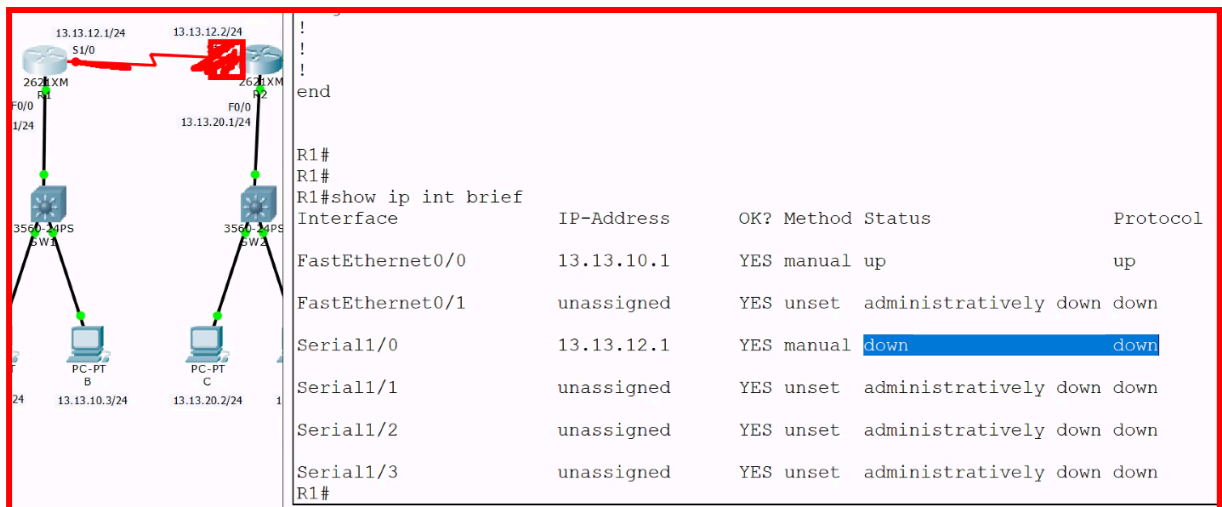 13.13.12.1/24
13.13.12.2/24
S1/0
2621XM
R1
2621XM
R2
F0/0
1/24
F0/0
13.13.20.1/24
3560-24PS
SW1
3560-24PS
SW2
PC-PT
B
13.13.10.3/24
PC-PT
C
13.13.20.2/24
24
!
!
!
end
R1#
R1#
R1#show ip int brief
Interface IP-Address OK? Method Status Protocol
FastEthernet0/0 13.13.10.1 YES manual up up
FastEthernet0/1 unassigned YES unset administratively down down
Serial1/0 13.13.12.1 YES manual down down
Serial1/1 unassigned YES unset administratively down down
Serial1/2 unassigned YES unset administratively down down
Serial1/3 unassigned YES unset administratively down down
R1#